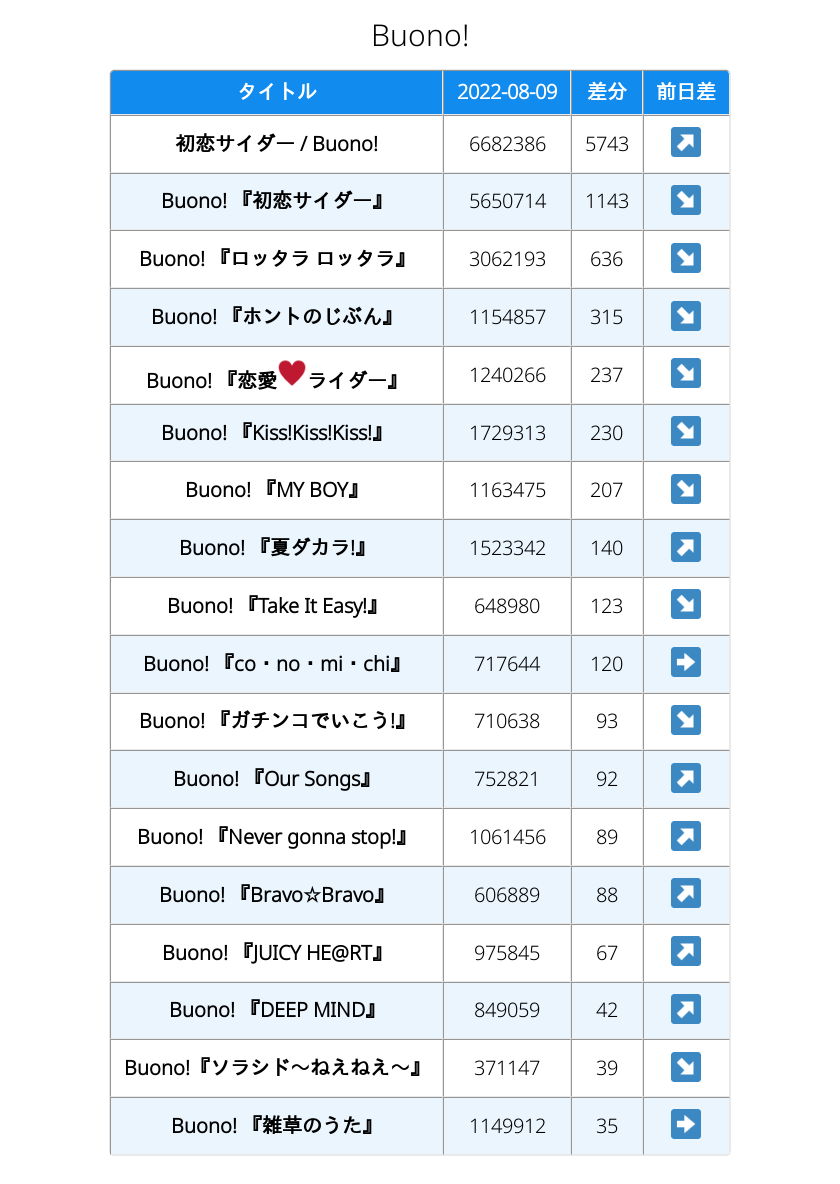 Buono!
タイトル 2022-08-09 差分 前日差
初恋サイダー / Buono! 6682386 5743 ↗
Buono! 『初恋サイダー』 5650714 1143 ↘
Buono! 『ロッタラ ロッタラ』 3062193 636 ↘
Buono! 『ホントのじぶん』 1154857 315 ↘
Buono! 『恋愛♥ライダー』 1240266 237 ↘
Buono! 『Kiss!Kiss!Kiss!』 1729313 230 ↘
Buono! 『MY BOY』 1163475 207 ↘
Buono! 『夏ダカラ!』 1523342 140 ↗
Buono! 『Take It Easy!』 648980 123 ↘
Buono! 『co・no・mi・chi』 717644 120 ➡
Buono! 『ガチンコでいこう!』 710638 93 ↘
Buono! 『Our Songs』 752821 92 ↗
Buono! 『Never gonna stop!』 1061456 89 ↗
Buono! 『Bravo☆Bravo』 606889 88 ↗
Buono! 『JUICY HE@RT』 975845 67 ↗
Buono! 『DEEP MIND』 849059 42 ↗
Buono!『ソラシド〜ねえねえ〜』 371147 39 ↘
Buono! 『雑草のうた』 1149912 35 ➡